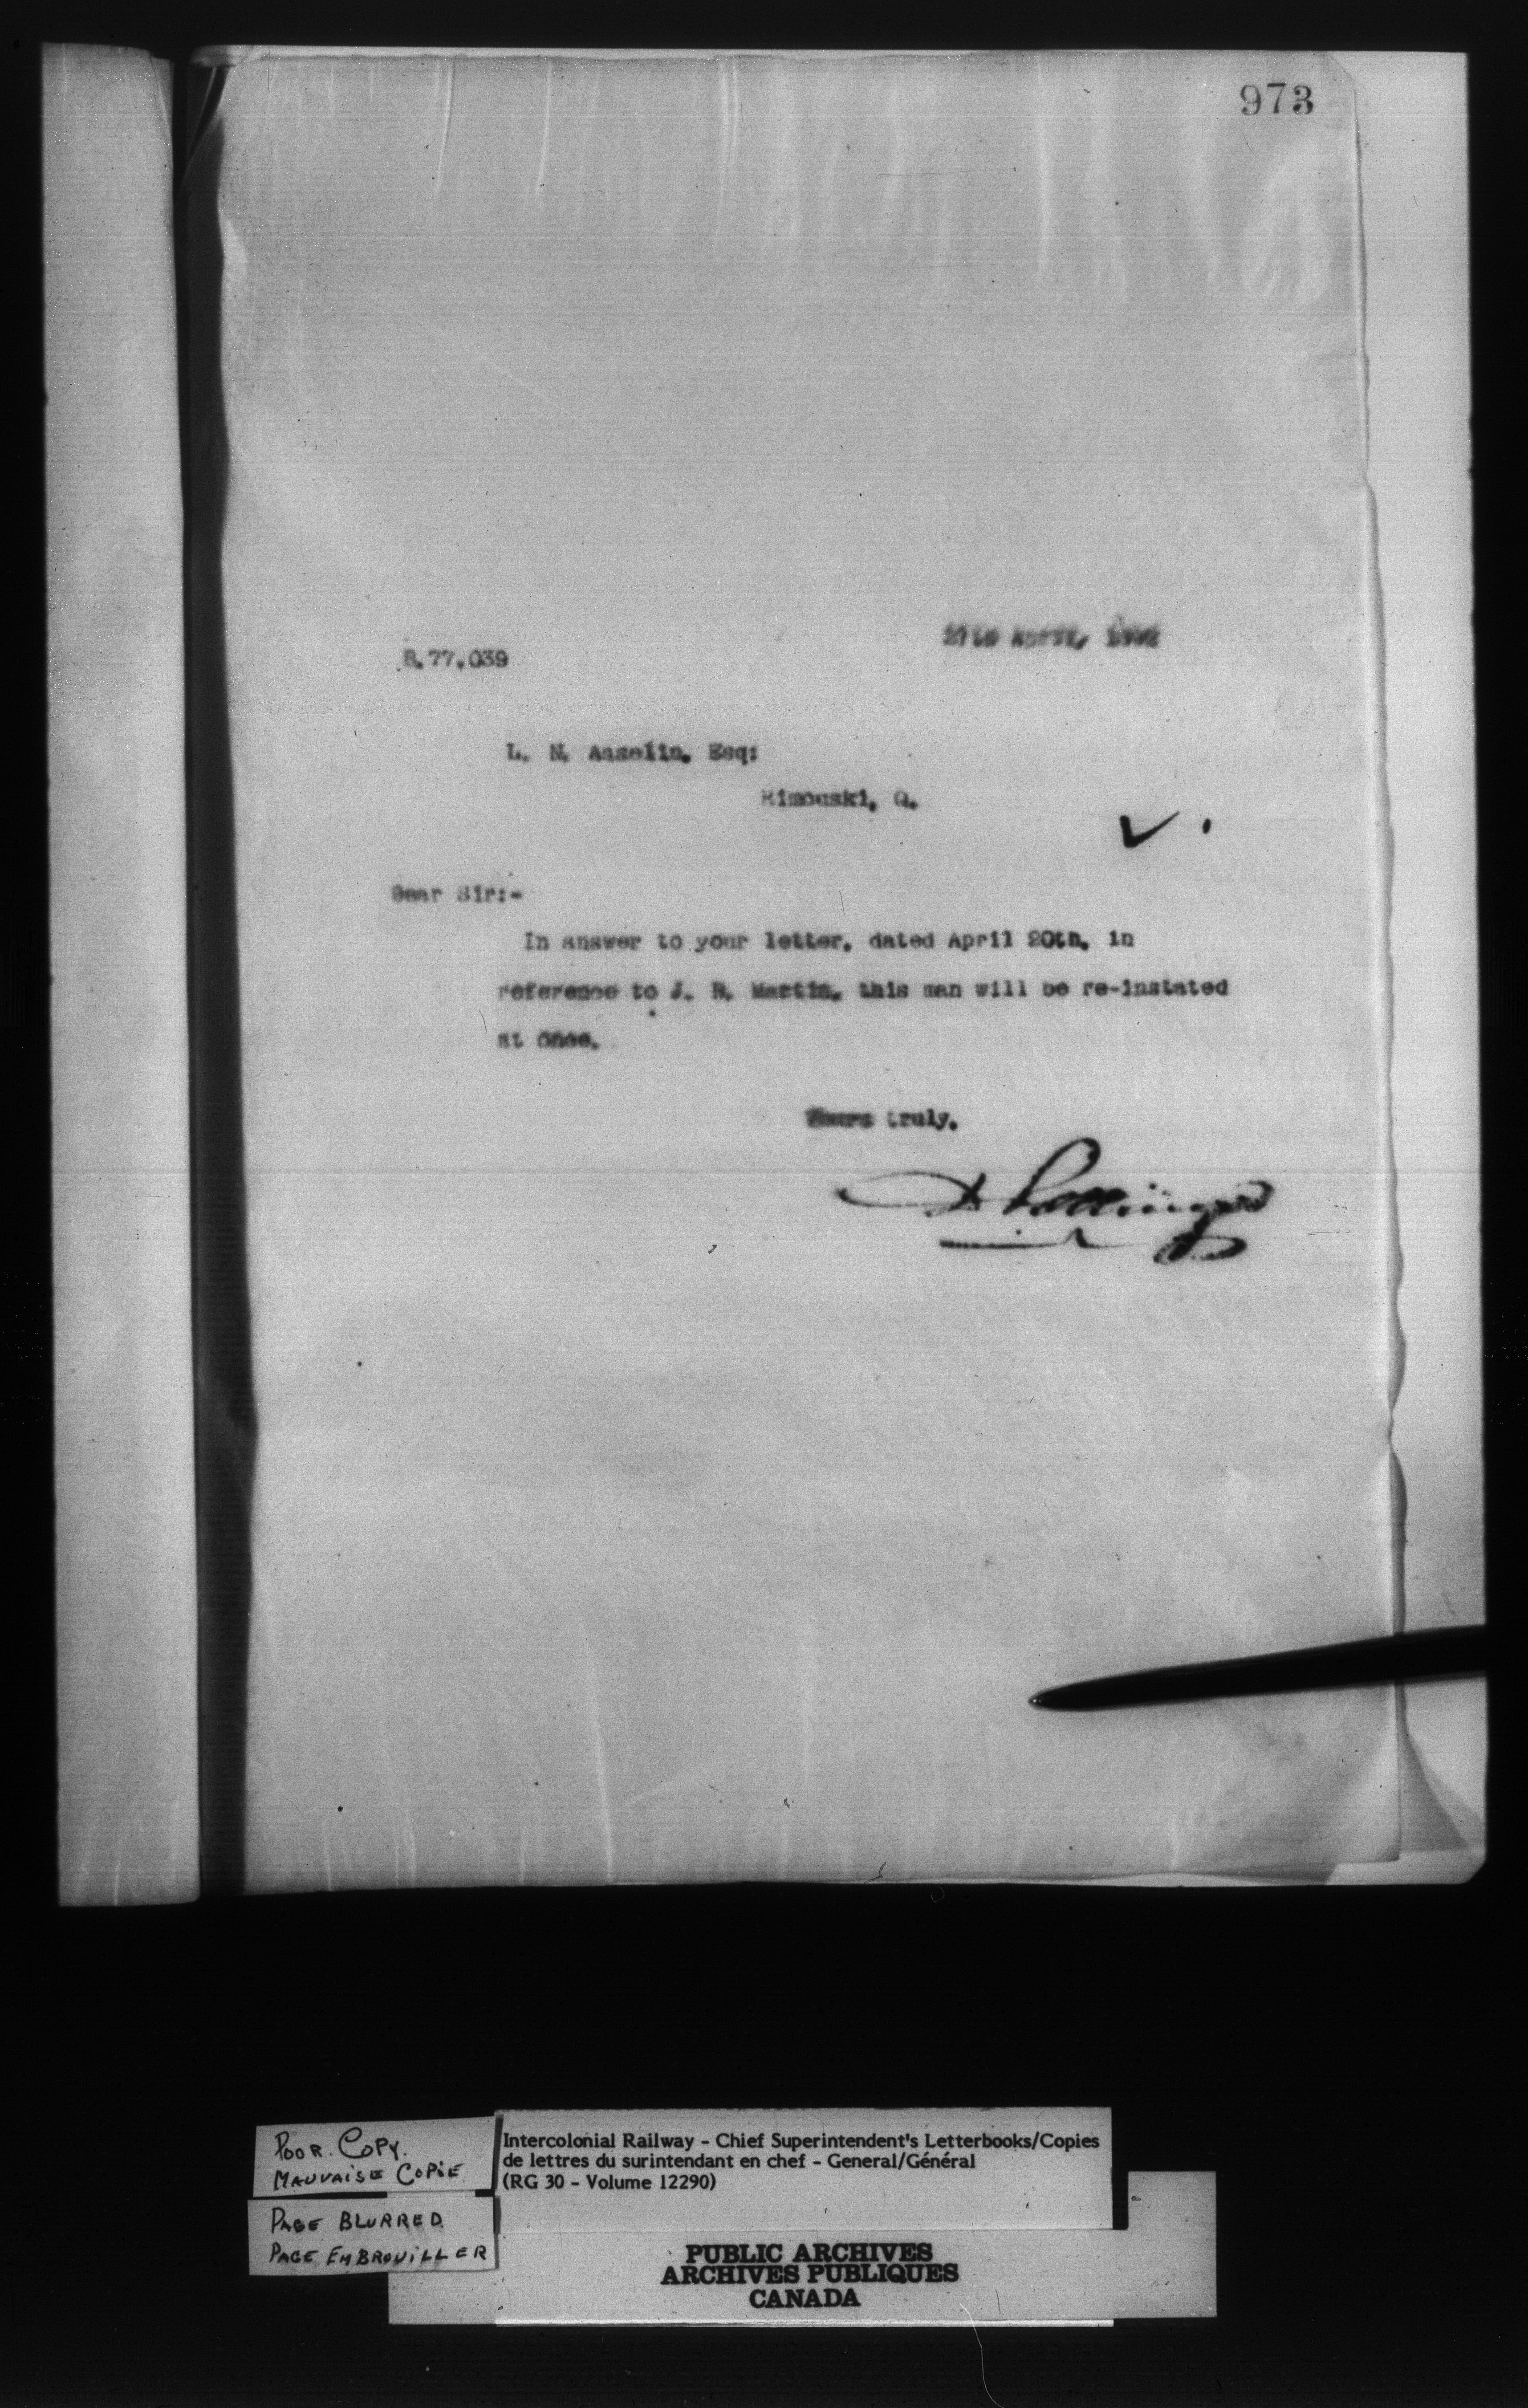 973
April,
B.77.039
L. N. Asselin, Esq:
Rimouski, Q.
Dear Sir:-
In answer to your letter, dated April 20th, in
reference to J. R. Martin, this man will be re-instated
at once.
Yours truly,
D Pottinger
POOR. COPY.
MAUVAISE COPIE
PAGE BLURRED
PAGE EMBROUILLER
Intercolonial Railway - Chief Superintendent's Letterbooks/Copies
de lettres du surintendant en chef - General/Général
(RG 30 - Volume 12290)
PUBLIC ARCHIVES
ARCHIVES PUBLIQUES
CANADA